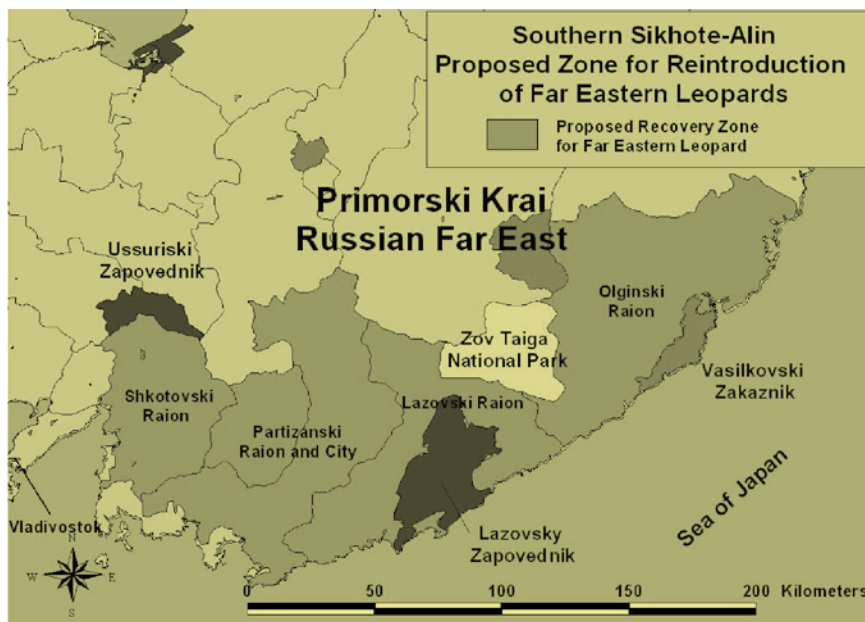 Southern Sikhote-Alin
Proposed Zone for Reintroduction
of Far Eastern Leopards
Proposed Recovery Zone
for Far Eastern Leopard
Primorski Krai
Russian Far East
Ussuriski
Zapovednik
Olginski
Raion
Zov Taiga
National Park
Vasilkovski
Zakaznik
Shkotovski
Raion
Lazovski Raion
Partizanski
Raion and City
Sea of Japan
Vladivostok
Lazovsky
Zapovednik
N
W
E
S
0 50 100 150 200 Kilometers